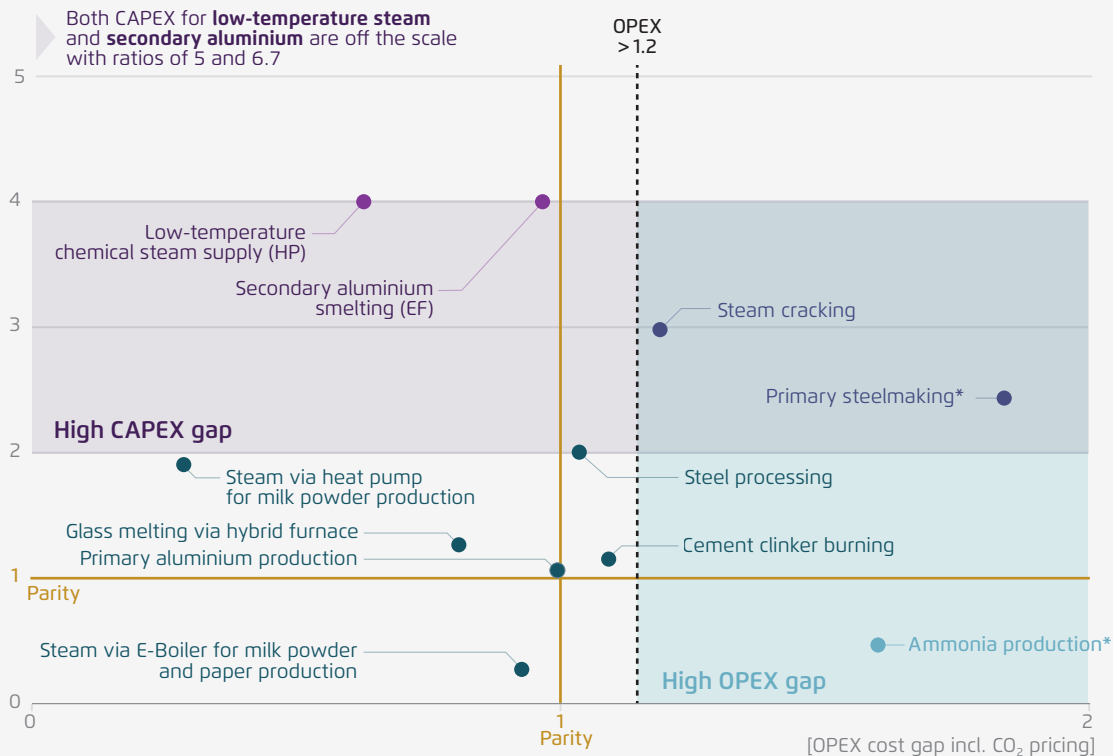 Both CAPEX for low-temperature steam
and secondary aluminium are off the scale
with ratios of 5 and 6.7
OPEX
>1.2
5
4
Low-temperature
chemical steam supply (HP)
Secondary aluminium
smelting (EF)
Steam cracking
3
Primary steelmaking*
High CAPEX gap
2
Steam via heat pump
for milk powder production
Steel processing
Glass melting via hybrid furnace
Primary aluminium production
Cement clinker burning
1
Parity
Steam via E-Boiler for milk powder
and paper production
Ammonia production*
High OPEX gap
0
0
1
2
Parity
[OPEX cost gap incl. CO₂ pricing]